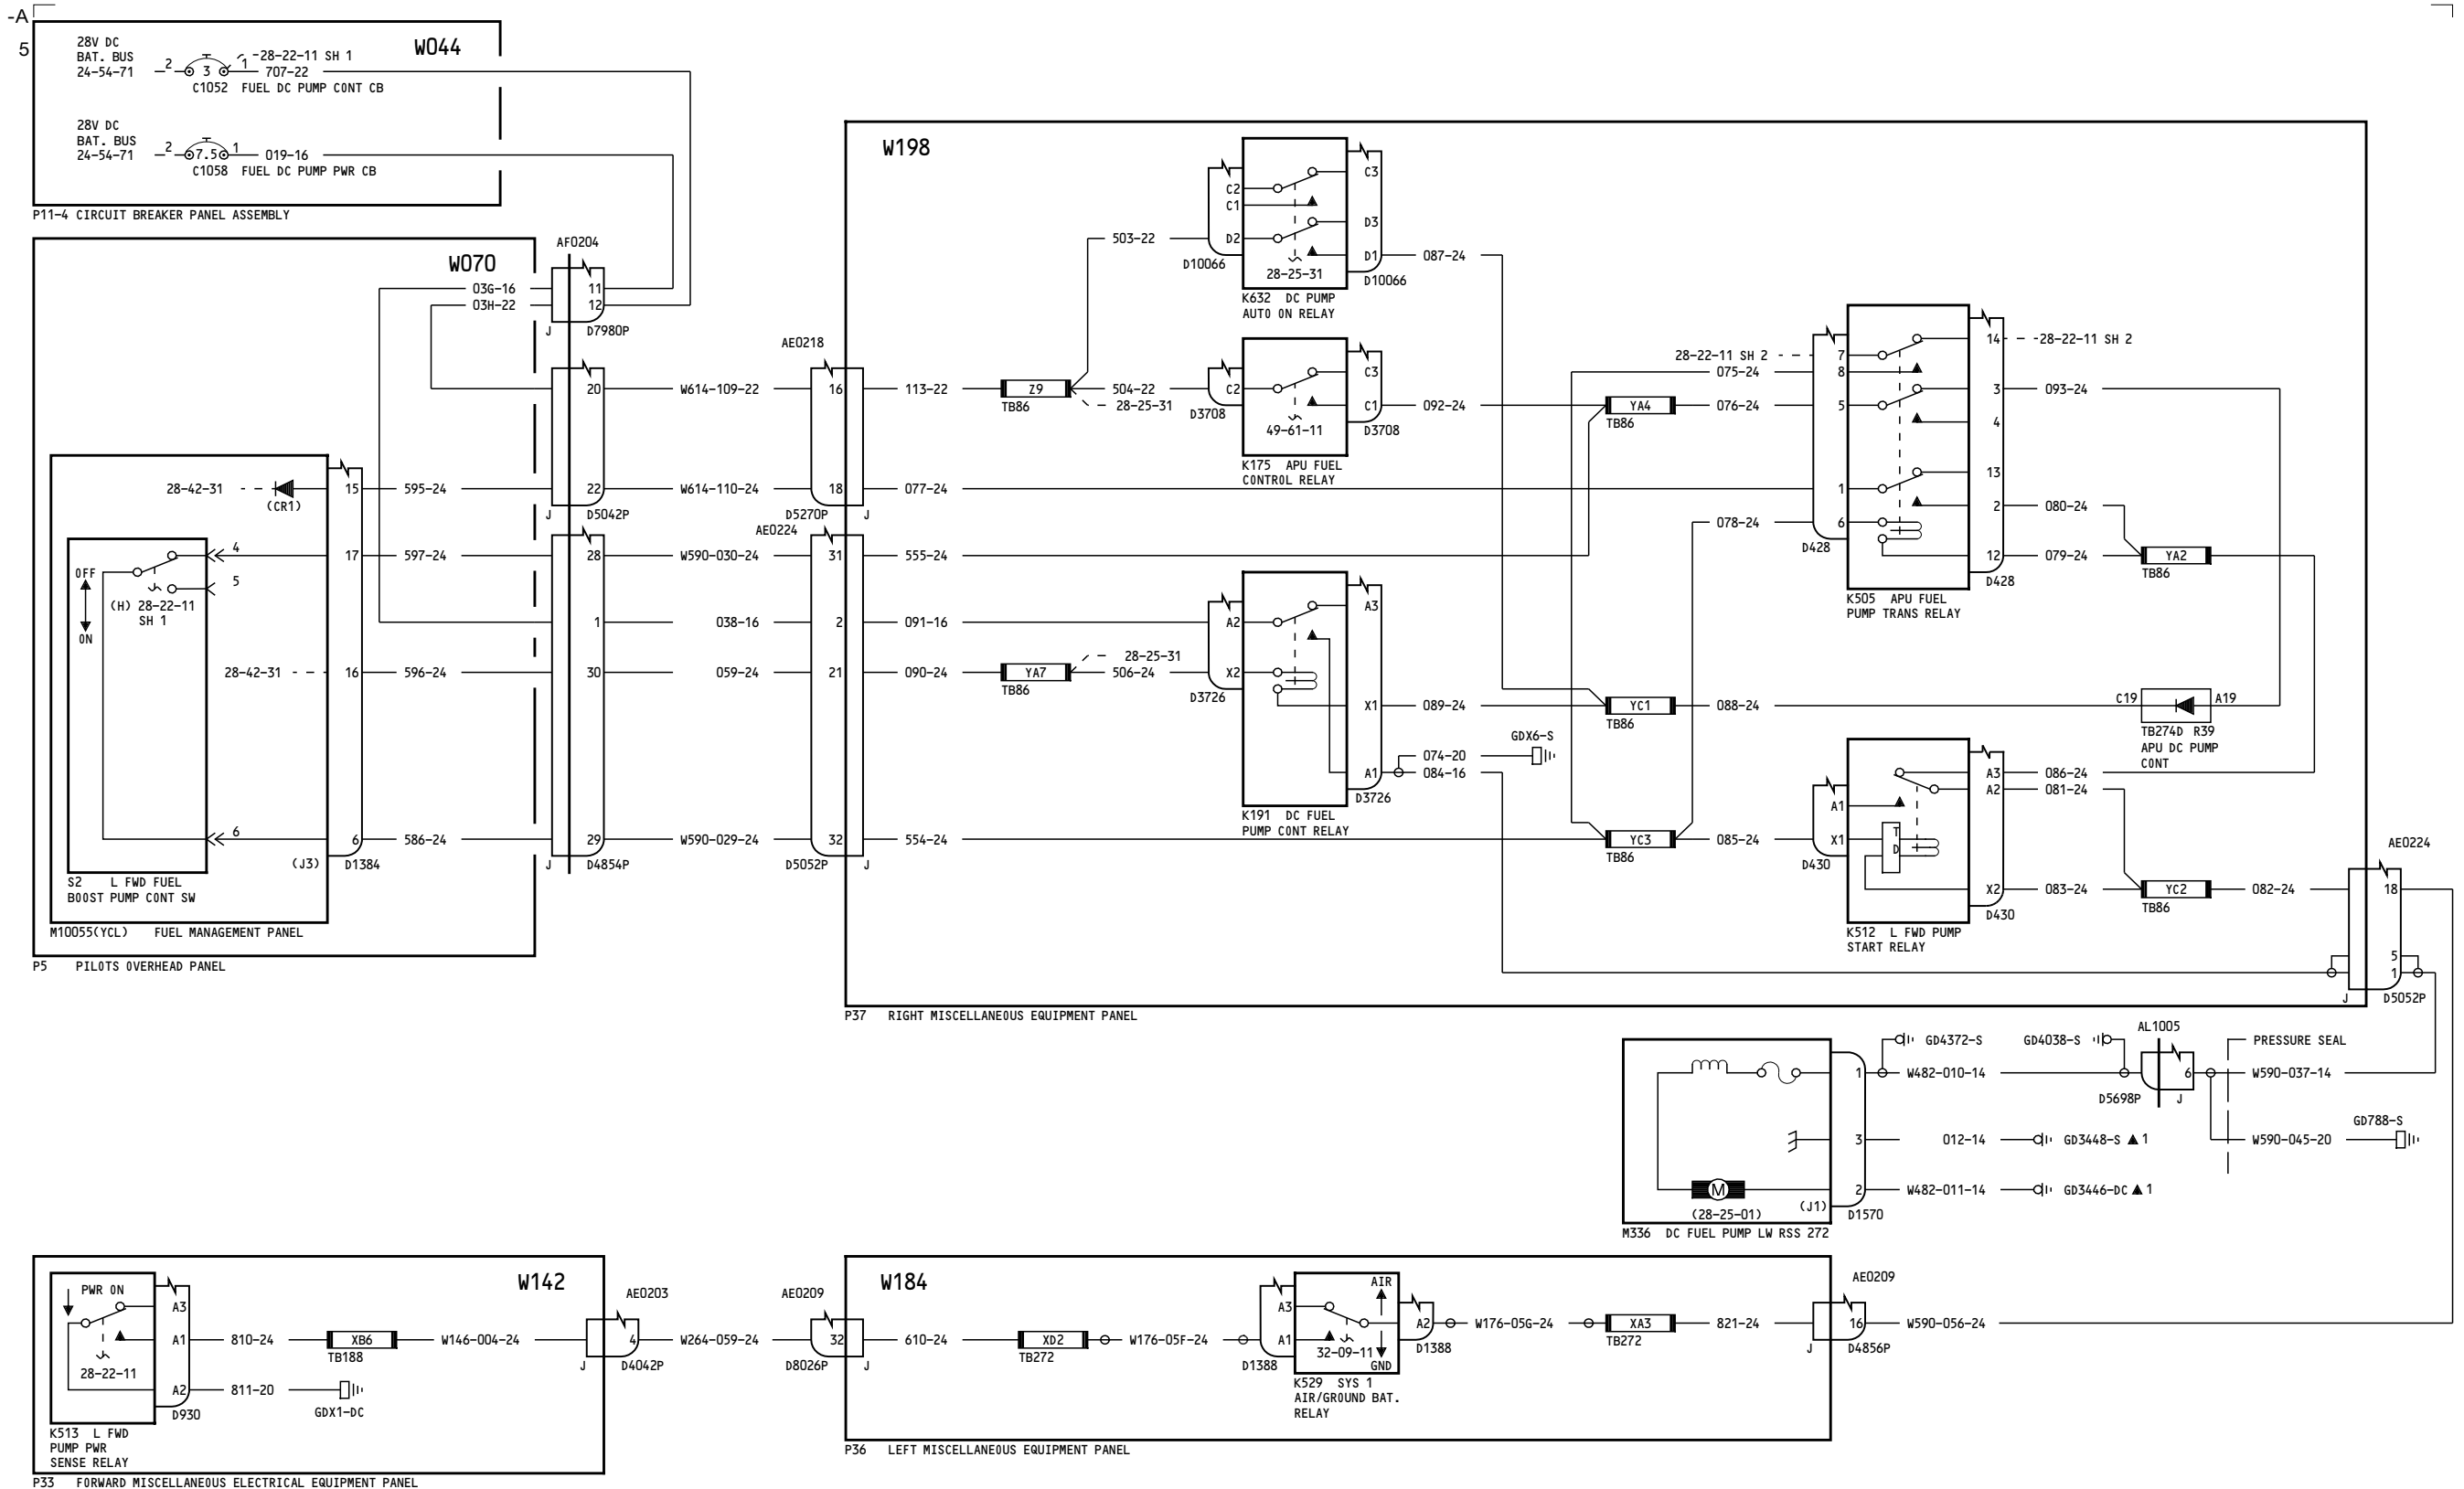 -A
5
28V DC
BAT. BUS
24-54-71
2
3
1
28-22-11 SH 1
707-22
C1052 FUEL DC PUMP CONT CB
W044
28V DC
BAT. BUS
24-54-71
2
7.5
1
019-16
C1058 FUEL DC PUMP PWR CB
P11-4 CIRCUIT BREAKER PANEL ASSEMBLY
W070
AF0204
03G-16
11
03H-22
12
J
D7980P
20
W614-109-22
AE0218
16
28-42-31
(CR1)
15
595-24
22
W614-110-24
18
J
D5042P
D5270P
J
AE0224
OFF
ON
4
17
597-24
28
W590-030-24
31
5
(H) 28-22-11
SH 1
1
038-16
2
28-42-31
16
596-24
30
059-24
21
6
6
586-24
29
W590-029-24
32
(J3)
D1384
J
D4854P
D5052P
J
S2 L FWD FUEL
BOOST PUMP CONT SW
M10055(YCL) FUEL MANAGEMENT PANEL
P5 PILOTS OVERHEAD PANEL
W198
C2
C1
D2
C3
D3
D1
503-22
D10066
28-25-31
087-24
D10066
K632 DC PUMP
AUTO ON RELAY
113-22
Z9
TB86
504-22
28-25-31
C2
D3708
49-61-11
C3
C1
092-24
D3708
K175 APU FUEL
CONTROL RELAY
YA4
TB86
076-24
077-24
555-24
28-22-11 SH 2
075-24
078-24
7
8
5
1
6
D428
14
28-22-11 SH 2
3
093-24
4
13
2
080-24
12
079-24
D428
K505 APU FUEL
PUMP TRANS RELAY
YA2
TB86
091-16
A2
A3
090-24
YA7
TB86
28-25-31
506-24
X2
D3726
X1
089-24
A1
074-20
GDX6-S
084-16
D3726
K191 DC FUEL
PUMP CONT RELAY
YC1
TB86
088-24
C19
A19
TB274D R39
APU DC PUMP
CONT
554-24
YC3
TB86
085-24
A1
X1
D430
T
D
A3
086-24
A2
081-24
X2
083-24
D430
K512 L FWD PUMP
START RELAY
YC2
TB86
082-24
AE0224
18
5
1
J
D5052P
P37 RIGHT MISCELLANEOUS EQUIPMENT PANEL
M
(28-25-01)
(J1)
M336 DC FUEL PUMP LW RSS 272
1
3
2
D1570
GD4372-S
GD4038-S
W482-010-14
AL1005
6
D5698P
J
PRESSURE SEAL
W590-037-14
012-14
GD3448-S 1
W482-011-14
GD3446-DC 1
W590-045-20
GD788-S
PWR ON
28-22-11
A3
A1
810-24
XB6
TB188
W146-004-24
A2
811-20
GDX1-DC
D930
W142
K513 L FWD
PUMP PWR
SENSE RELAY
P33 FORWARD MISCELLANEOUS ELECTRICAL EQUIPMENT PANEL
AE0203
4
J
D4042P
W264-059-24
AE0209
32
D8026P
J
W184
610-24
XD2
TB272
W176-05F-24
A3
A1
D1388
AIR
32-09-11
GND
A2
D1388
K529 SYS 1
AIR/GROUND BAT.
RELAY
W176-05G-24
XA3
TB272
821-24
AE0209
16
J
D4856P
W590-056-24
P36 LEFT MISCELLANEOUS EQUIPMENT PANEL